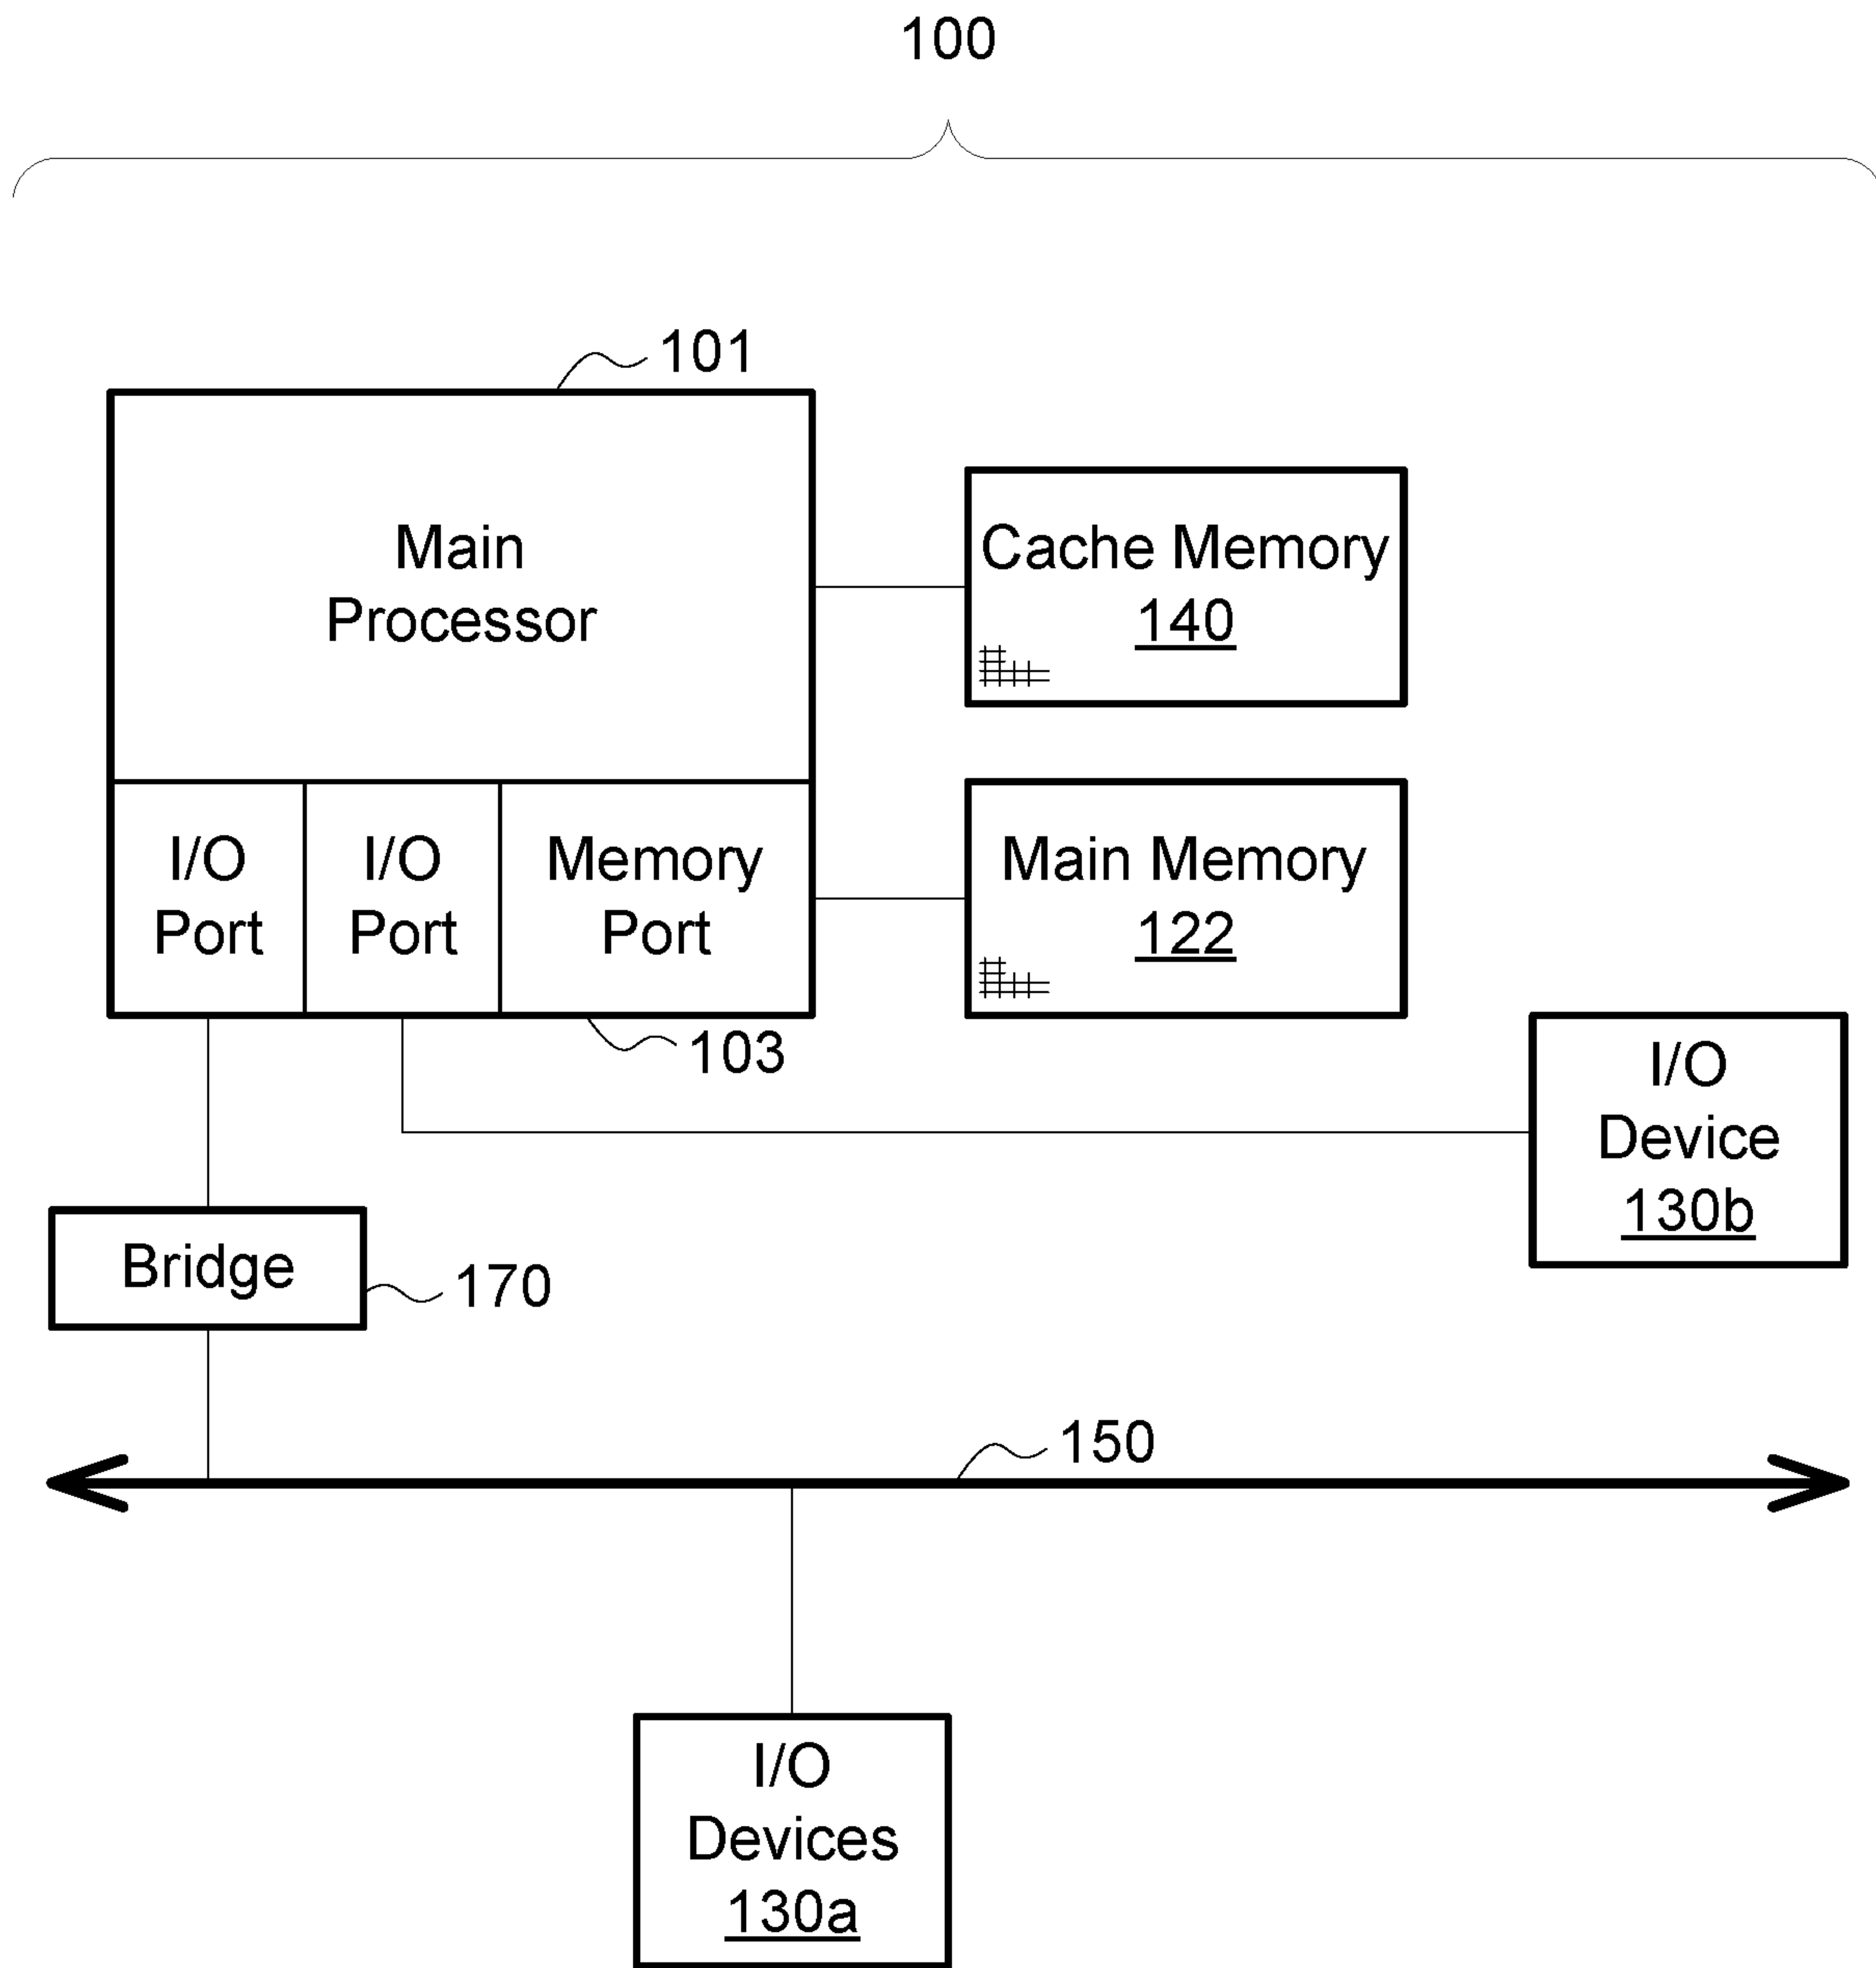 100
101
Main
Processor
Cache Memory
140
I/O
Port
I/O
Port
Memory
Port
Main Memory
122
103
I/O
Device
130b
Bridge
170
150
I/O
Devices
130a